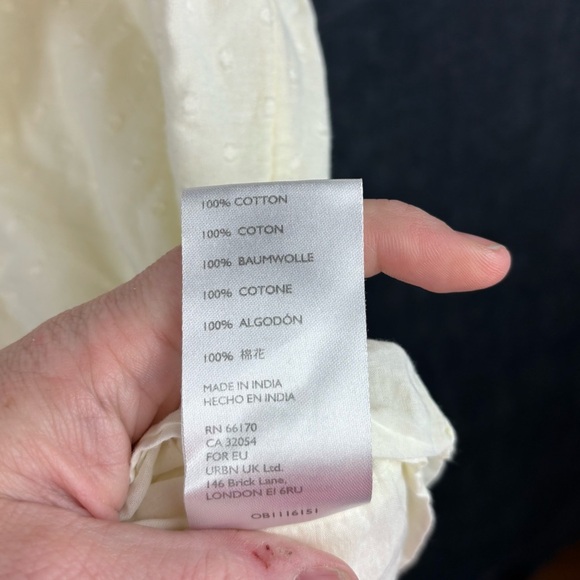 100% COTTON
100% COTON
100% BAUMWOLLE
100% COTONE
100% ALGODÓN
100% 棉花
MADE IN INDIA
HECHO EN INDIA
RN 66170
CA 32054
FOR EU
URBN UK Ltd.
146 Brick Lane,
LONDON E1 6RU
OB1116151